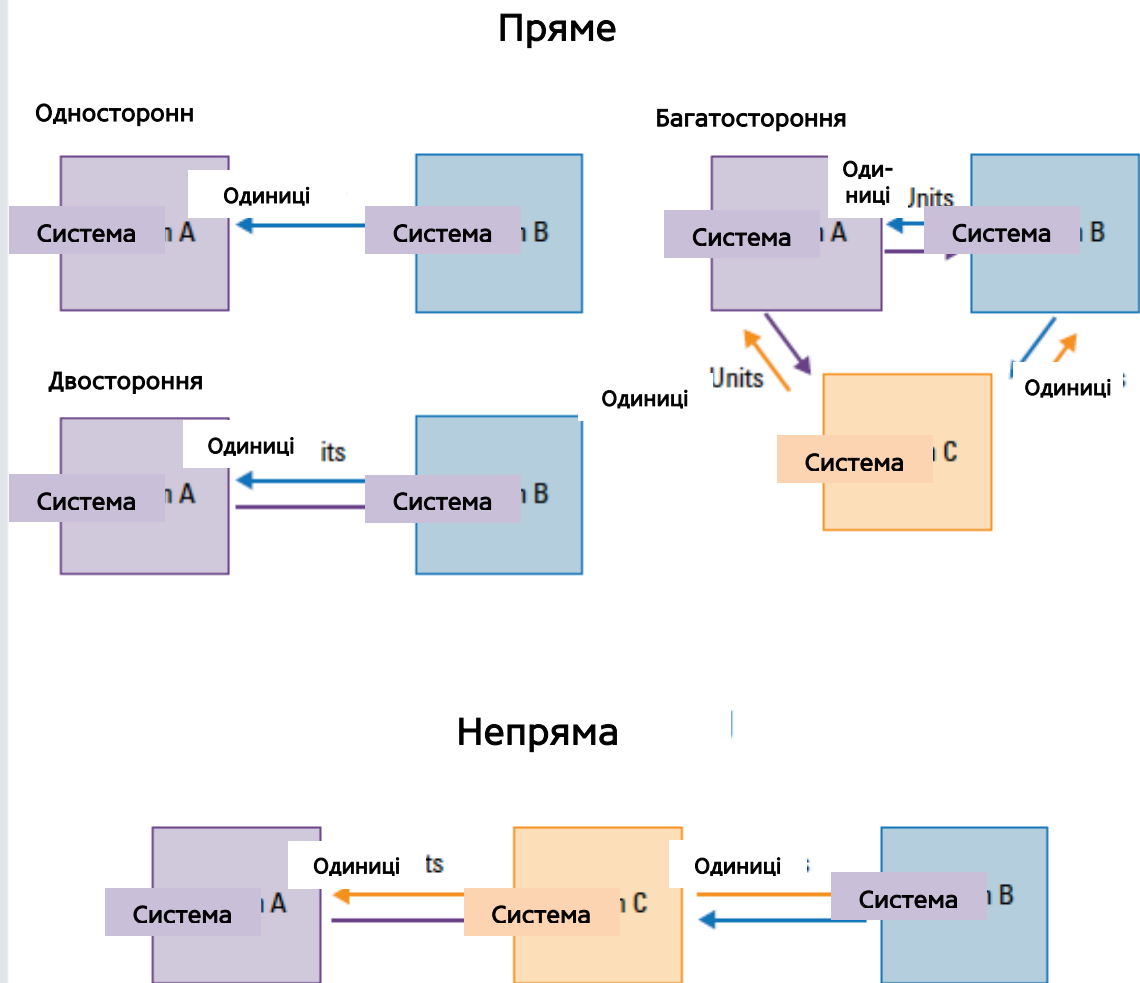 Пряме
Односторонн
Одиниці
Система A
Система B
Двостороння
Одиниці its
Система A
Система B
Багатостороння
Оди-
ниці Units
Система A
Система B
Units
Одиниці
Одиниці
Система C
Непряма
Одиниці ts
Одиниці
Система A
Система C
Система B